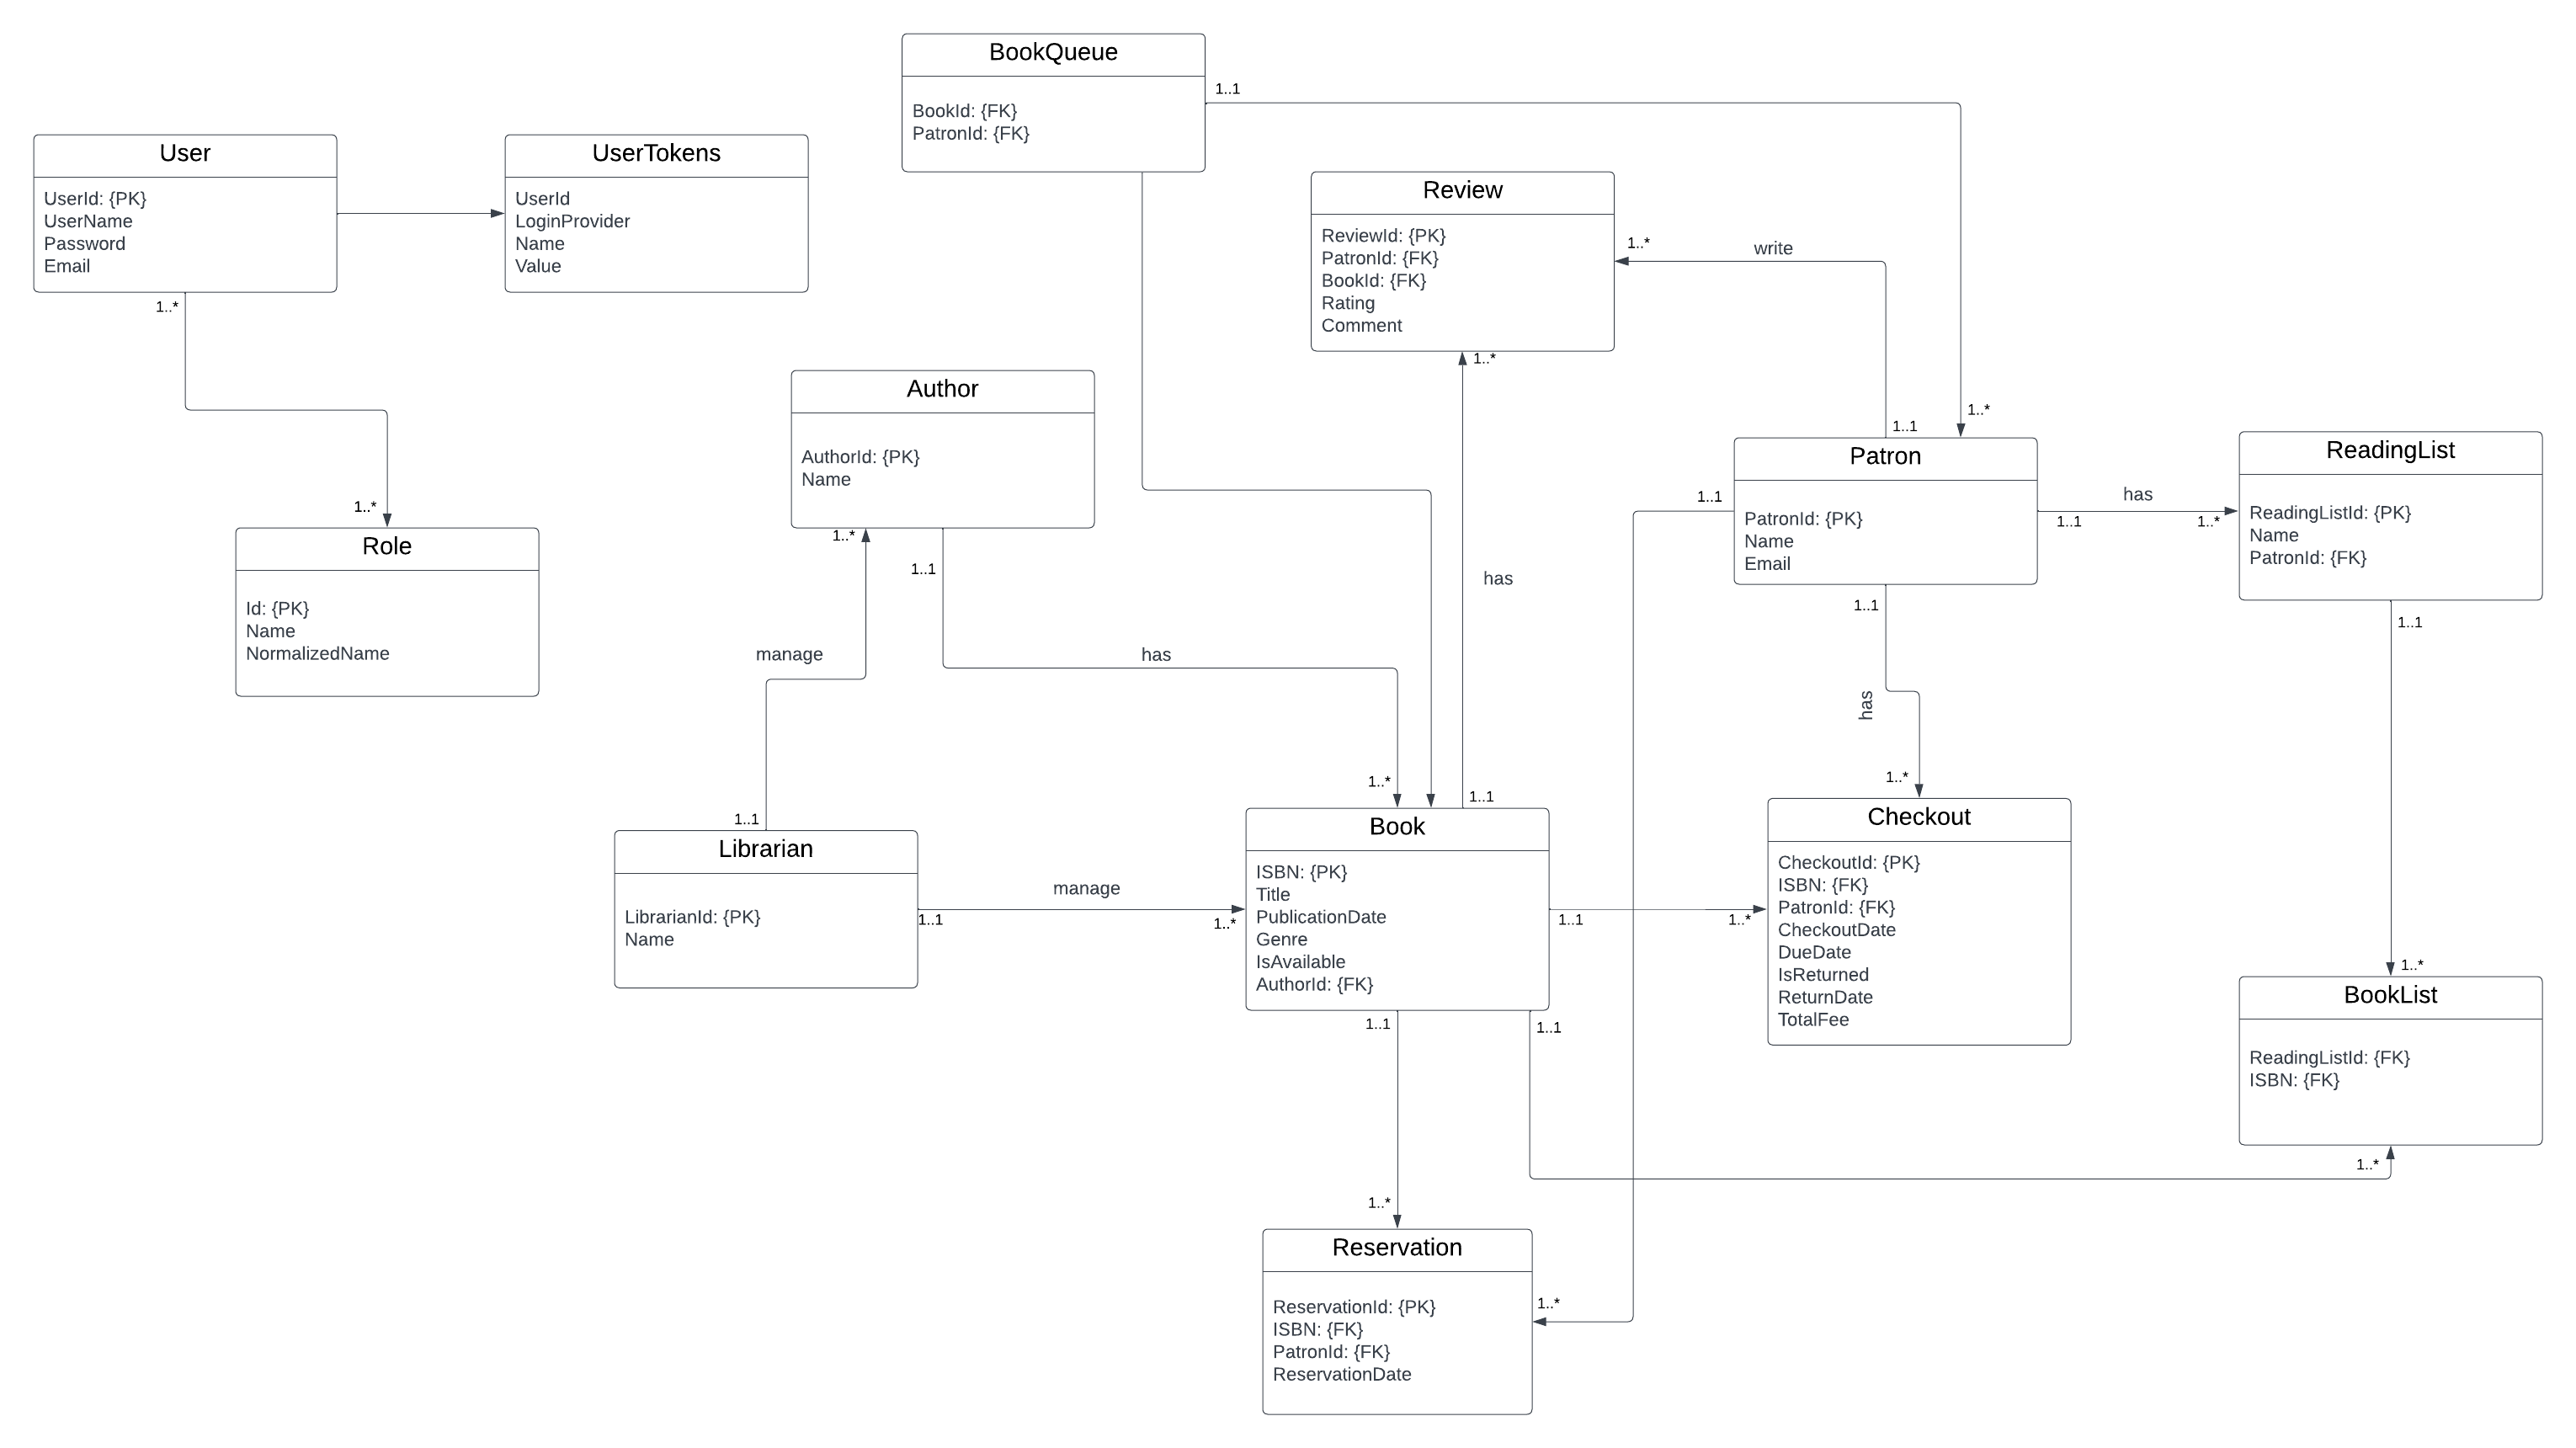 BookQueue
BookId: {FK}
PatronId: {FK}
1..1
User
UserId: {PK}
UserName
Password
Email
1..*
UserTokens
UserId
LoginProvider
Name
Value
Review
ReviewId: {PK}
PatronId: {FK}
BookId: {FK}
Rating
Comment
1..*
write
1..*
1..1
1..*
Author
AuthorId: {PK}
Name
1..*
1..1
Patron
PatronId: {PK}
Name
Email
1..1
has
1..1
1..*
1..1
ReadingList
ReadingListId: {PK}
Name
PatronId: {FK}
1..1
1..*
Role
Id: {PK}
Name
NormalizedName
has
manage
has
has
1..*
1..*
1..1
1..1
Librarian
LibrarianId: {PK}
Name
manage
1..1
1..*
Book
ISBN: {PK}
Title
PublicationDate
Genre
IsAvailable
AuthorId: {FK}
1..1
1..*
1..1
1..1
Checkout
CheckoutId: {PK}
ISBN: {FK}
PatronId: {FK}
CheckoutDate
DueDate
IsReturned
ReturnDate
TotalFee
1..*
BookList
ReadingListId: {FK}
ISBN: {FK}
1..*
1..*
Reservation
ReservationId: {PK}
ISBN: {FK}
PatronId: {FK}
ReservationDate
1..*